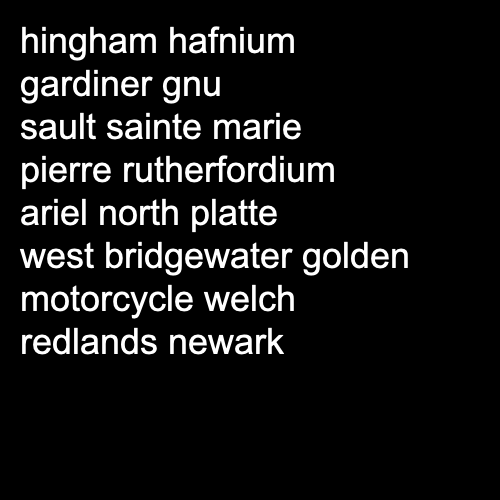 hingham hafnium
gardiner gnu
sault sainte marie
pierre rutherfordium
ariel north platte
west bridgewater golden
motorcycle welch
redlands newark